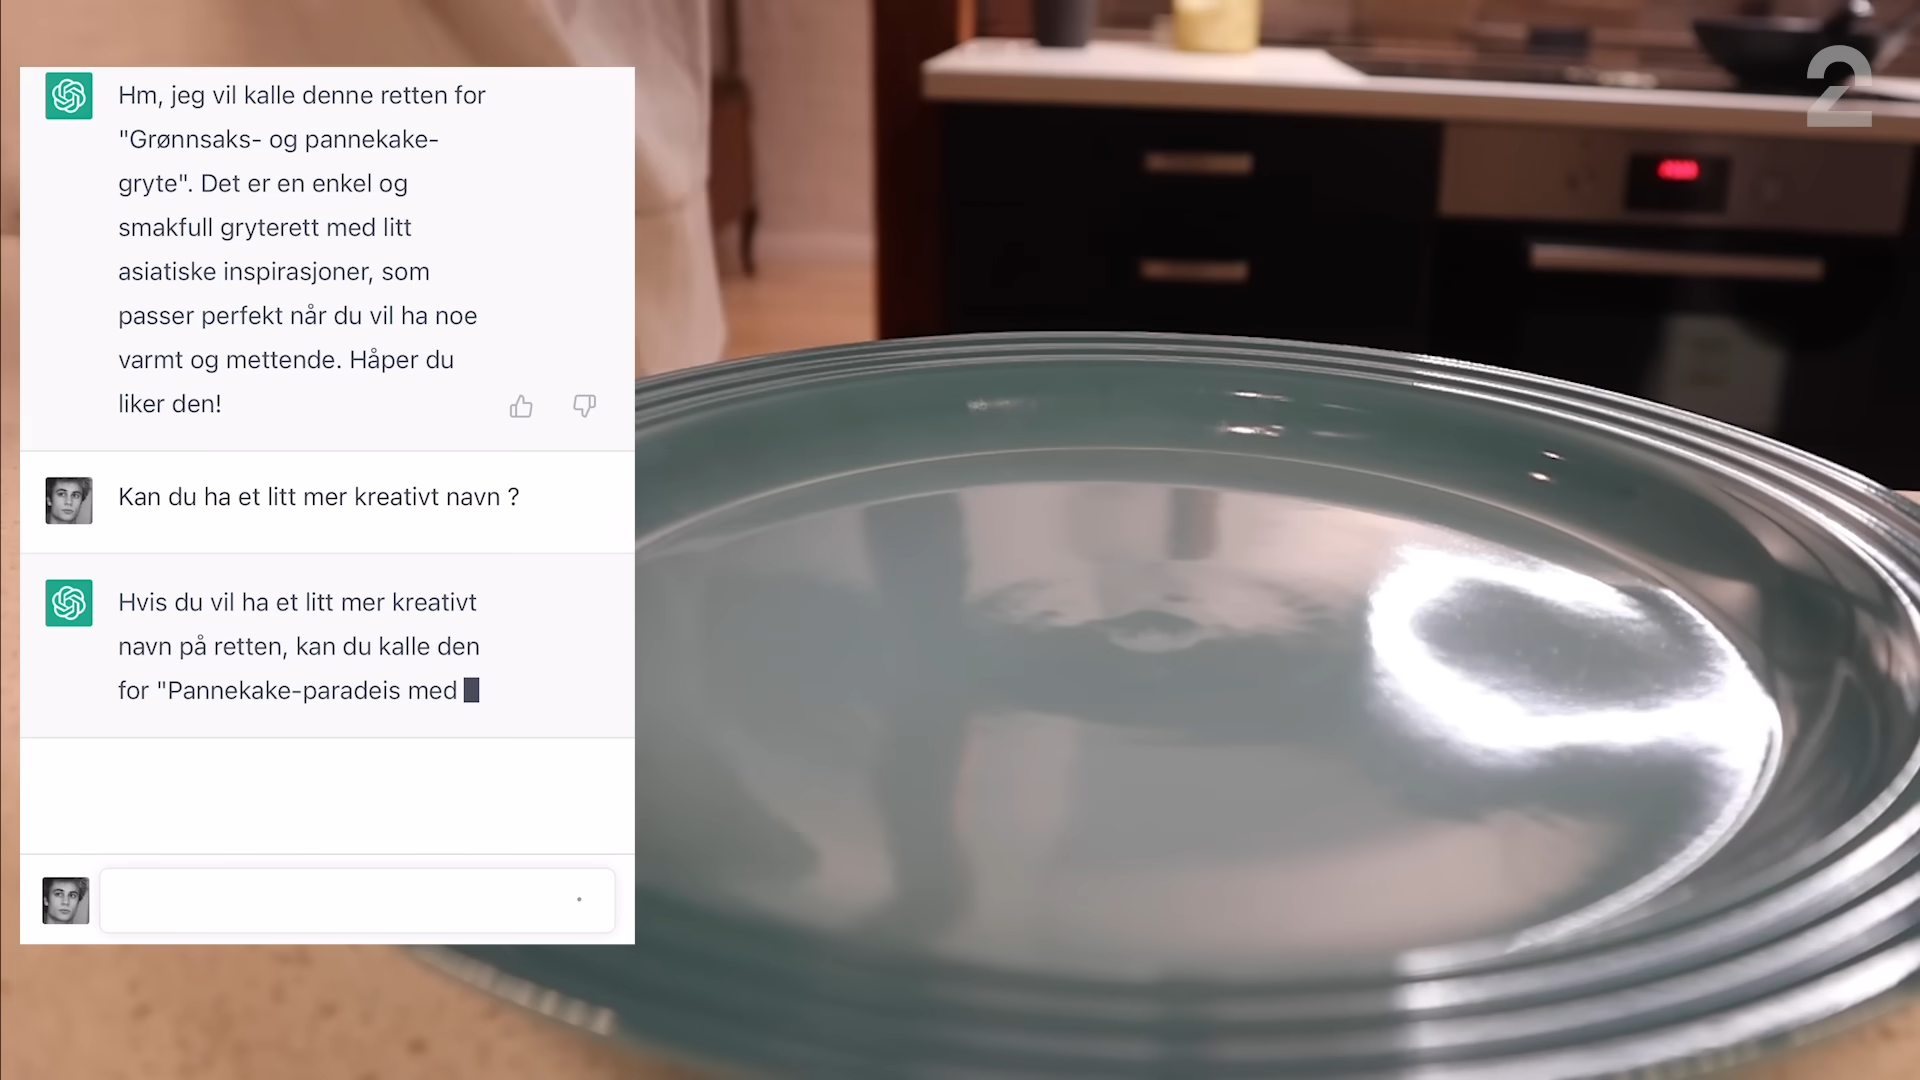 2
Hm, jeg vil kalle denne retten for
"Grønnsaks- og pannekake-
gryte". Det er en enkel og
smakfull gryterett med litt
asiatiske inspirasjoner, som
passer perfekt når du vil ha noe
varmt og mettende. Håper du
liker den!
Kan du ha et litt mer kreativt navn ?
Hvis du vil ha et litt mer kreativt
navn på retten, kan du kalle den
for "Pannekake-paradeis med